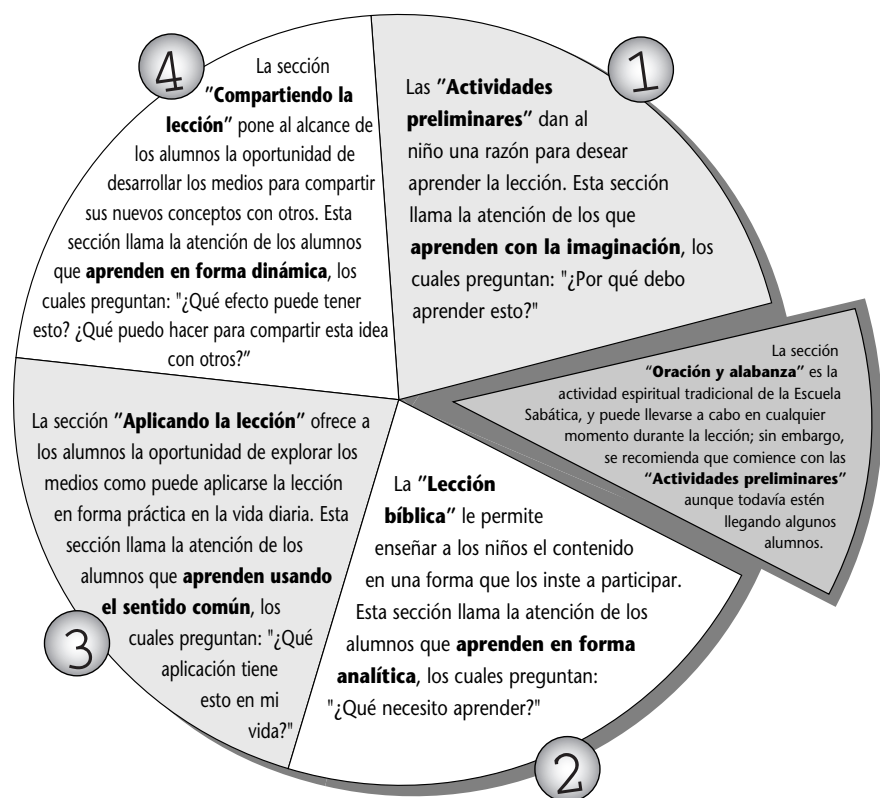 1
Las "Actividades
preliminares" dan al
niño una razón para desear
aprender la lección. Esta sección
llama la atención de los que
aprenden con la imaginación, los
cuales preguntan: "¿Por qué debo
aprender esto?"
La sección
"Oración y alabanza" es la
actividad espiritual tradicional de la Escuela
Sabática, y puede llevarse a cabo en cualquier
momento durante la lección; sin embargo,
se recomienda que comience con las
"Actividades preliminares"
aunque todavía estén
llegando algunos
alumnos.
2
La "Lección
bíblica" le permite
enseñar a los niños el contenido
en una forma que los inste a participar.
Esta sección llama la atención de los
alumnos que aprenden en forma
analítica, los cuales preguntan:
"¿Qué necesito aprender?"
3
La sección "Aplicando la lección" ofrece a
los alumnos la oportunidad de explorar los
medios como puede aplicarse la lección
en forma práctica en la vida diaria. Esta
sección llama la atención de los
alumnos que aprenden usando
el sentido común, los
cuales preguntan: "¿Qué
aplicación tiene
esto en mi
vida?"
4
La sección
"Compartiendo la
lección" pone al alcance de
los alumnos la oportunidad de
desarrollar los medios para compartir
sus nuevos conceptos con otros. Esta
sección llama la atención de los alumnos
que aprenden en forma dinámica, los
cuales preguntan: "¿Qué efecto puede tener
esto? ¿Qué puedo hacer para compartir esta idea
con otros?"